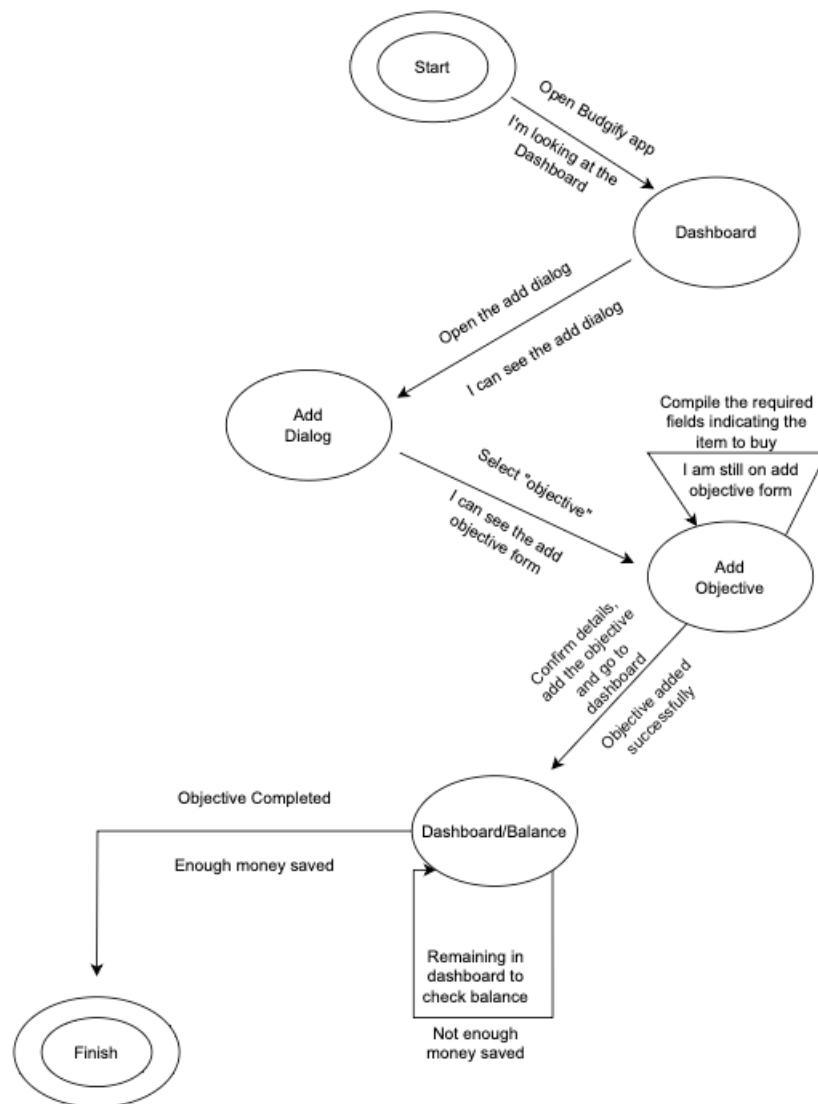 Start
Open Budgify app
I'm looking at the
Dashboard
Dashboard
Open the add dialog
I can see the add dialog
Add
Dialog
Compile the required
fields indicating the
item to buy
I am still on add
objective form
Select "objective"
I can see the add
objective form
Add
Objective
Confirm details,
add the objective
and go to
dashboard
Objective added
successfully
Objective Completed
Dashboard/Balance
Enough money saved
Remaining in
dashboard to
check balance
Not enough
money saved
Finish